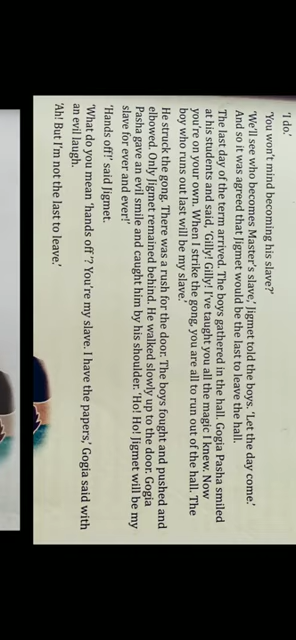 'I do.'
'You won't mind becoming his slave?'
'We'll see who becomes Master's slave,' Jigmet told the boys. 'Let the day come.'
And so it was agreed that Jigmet would be the last to leave the hall.
The last day of the term arrived. The boys gathered in the hall. Gogia Pasha smiled
at his students and said, 'Gilly! Gilly! I've taught you all the magic I knew. Now
you're on your own. When I strike the gong, you are all to run out of the hall. The
boy who runs out last will be my slave.'
He struck the gong. There was a rush for the door. The boys fought and pushed and
elbowed. Only Jigmet remained behind. He walked slowly up to the door. Gogia
Pasha gave an evil smile and caught him by his shoulder. 'Ho! Ho! Jigmet will be my
slave for ever and ever!'
'Hands off!' said Jigmet.
'What do you mean 'hands off'? You're my slave. I have the papers,' Gogia said with
an evil laugh.
'Ah! But I'm not the last to leave.'